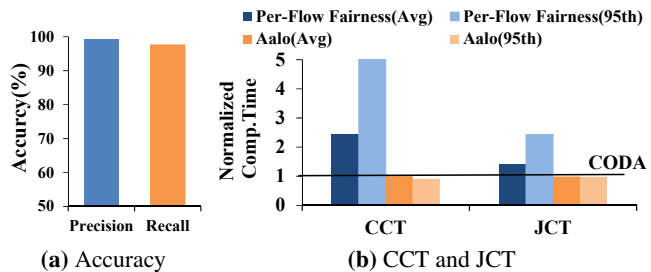 Accurcy(%)
100
90
80
70
60
50
Precision Recall
(a) Accuracy
Per-Flow Fairness(Avg) Per-Flow Fairness(95th)
Aalo(Avg) Aalo(95th)
Normalized
Comp.Time
5
4
3
2
1
0
CODA
CCT JCT
(b) CCT and JCT